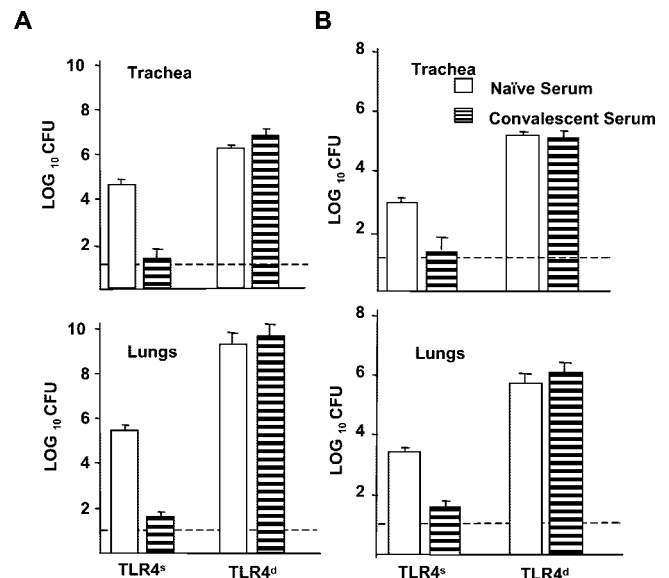 A
B
10
Trachea
8
6
4
2
LOG 10 CFU
8
Trachea
Naïve Serum
6
Convalescent Serum
4
2
LOG 10 CFU
10
Lungs
8
6
4
2
LOG 10 CFU
TLR4s
TLR4d
8
Lungs
6
4
2
LOG 10 CFU
TLR4s
TLR4d